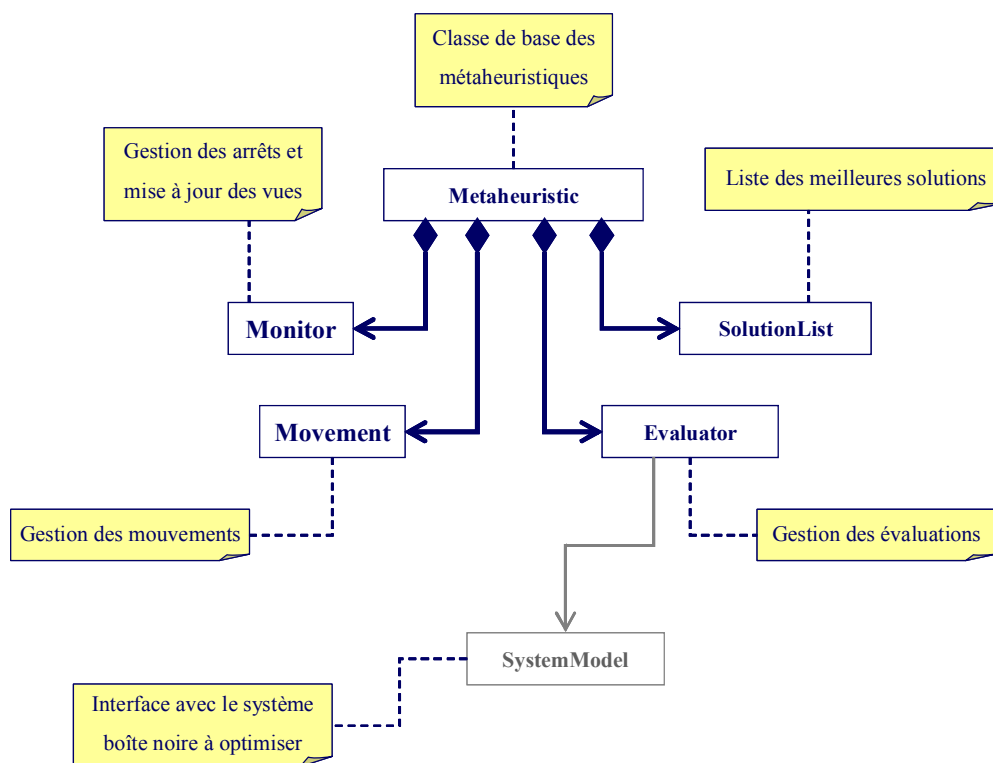 Classe de base des
métaheuristiques
Gestion des arrêts et
mise à jour des vues
Liste des meilleures solutions
Metaheuristic
Monitor
SolutionList
Movement
Evaluator
Gestion des mouvements
Gestion des évaluations
SystemModel
Interface avec le système
boîte noire à optimiser